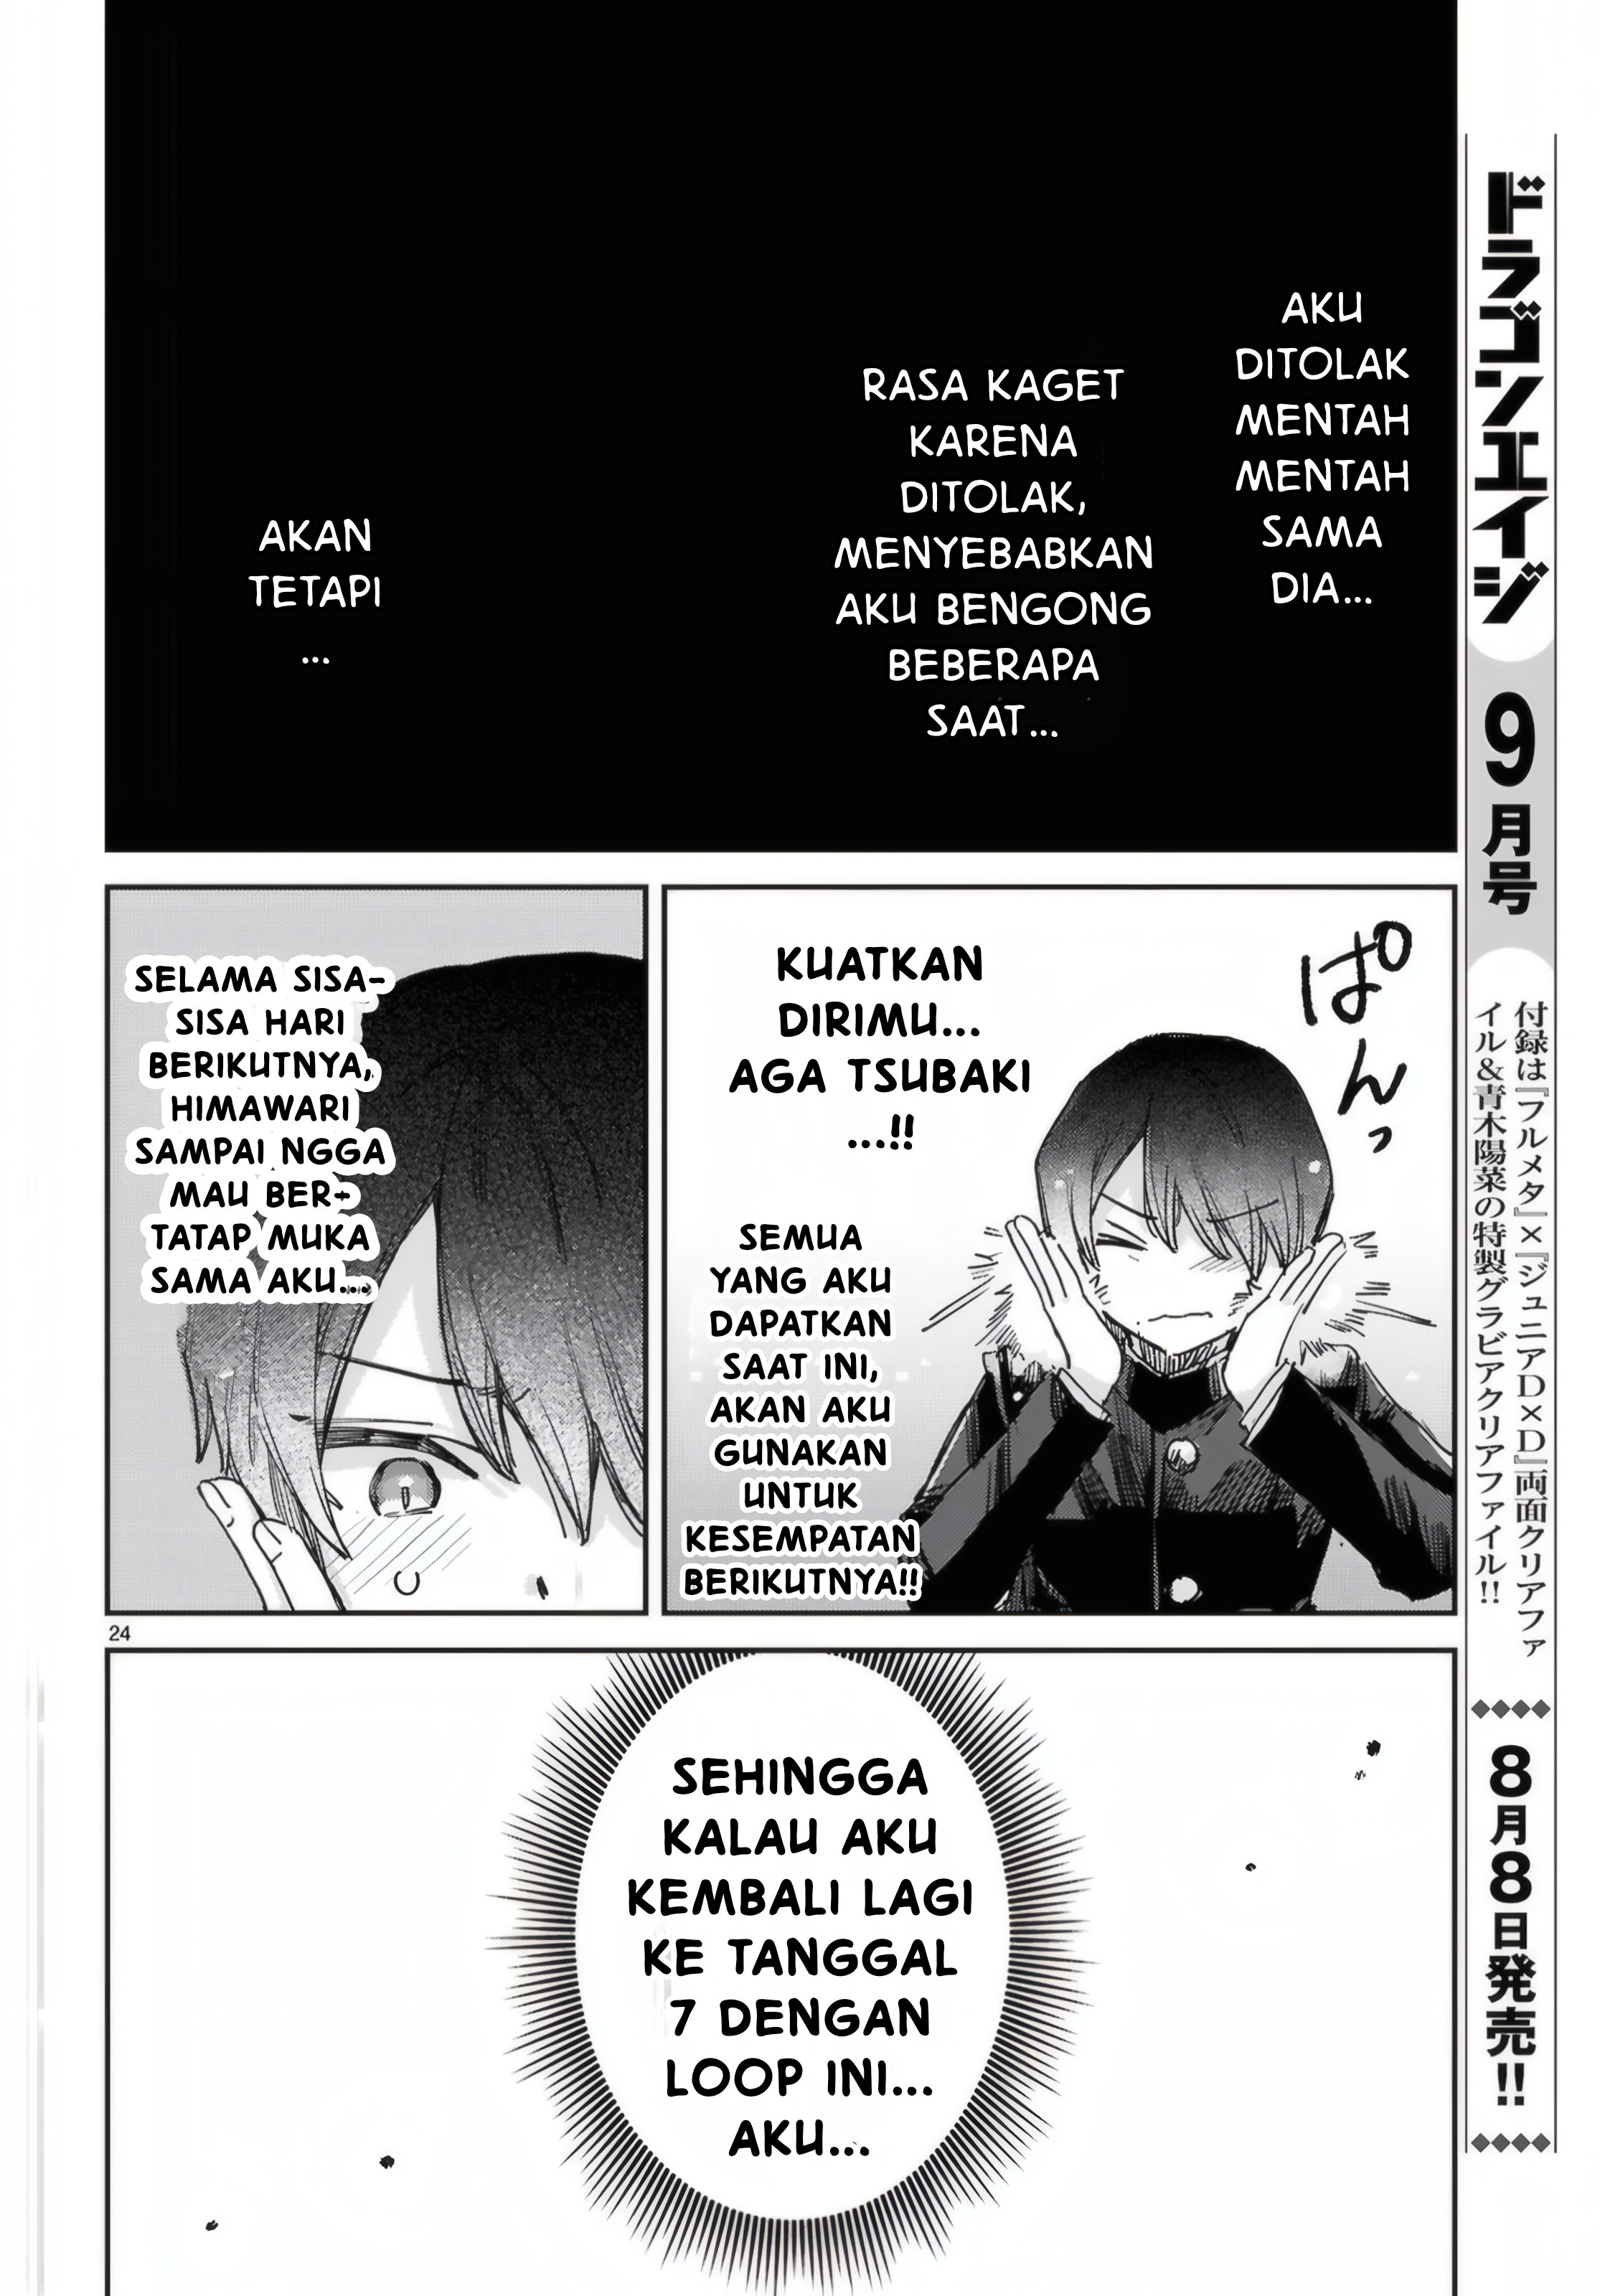 AKU
DITOLAK
MENTAH
MENTAH
SAMA
DIA...
RASA KAGET
KARENA
DITOLAK,
MENYEBABKAN
AKU BENGONG
BEBERAPA
SAAT...
AKAN
TETAPI
...
ぱんっ
KUATKAN
DIRIMU...
AGA TSUBAKI
...!!
SEMUA
YANG AKU
DAPATKAN
SAAT INI,
AKAN AKU
GUNAKAN
UNTUK
KESEMPATAN
BERIKUTNYA!!
SELAMA SISA-
SISA HARI
BERIKUTNYA,
HIMAWARI
SAMPAI NGGA
MAU BER-
TATAP MUKA
SAMA AKU...
24
SEHINGGA
KALAU AKU
KEMBALI LAGI
KE TANGGAL
7 DENGAN
LOOP INI...
AKU...
ドラゴンエイジ
9月号
付録は『フルメタ』×『ジュニアD×D』両面クリアファ
イル&青木陽菜の特製グラビアクリアファイル!!
8月8日発売!!